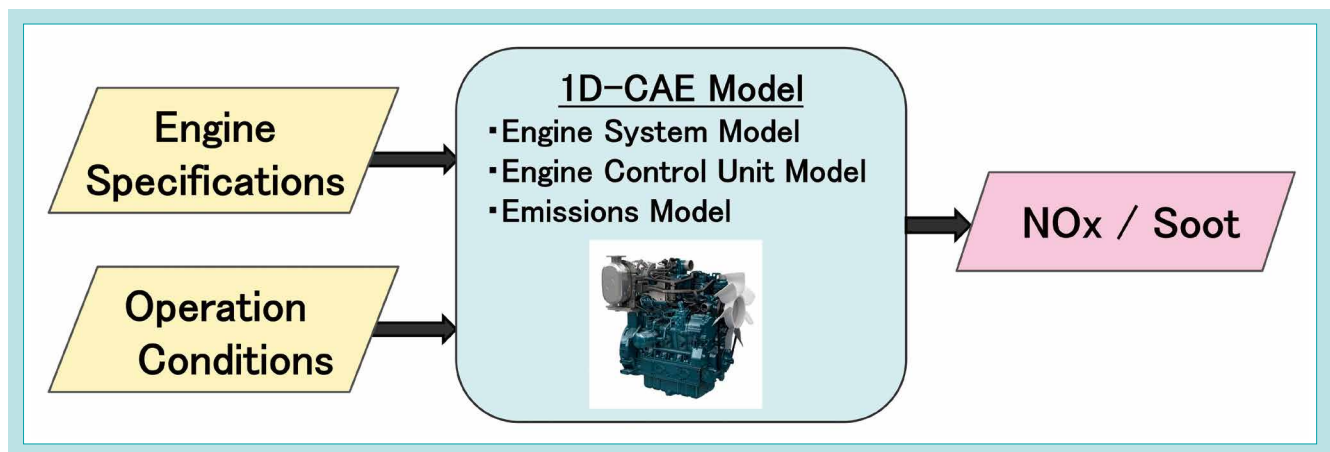 Engine
Specifications
Operation
Conditions
1D-CAE Model
・Engine System Model
・Engine Control Unit Model
・Emissions Model
NOx / Soot